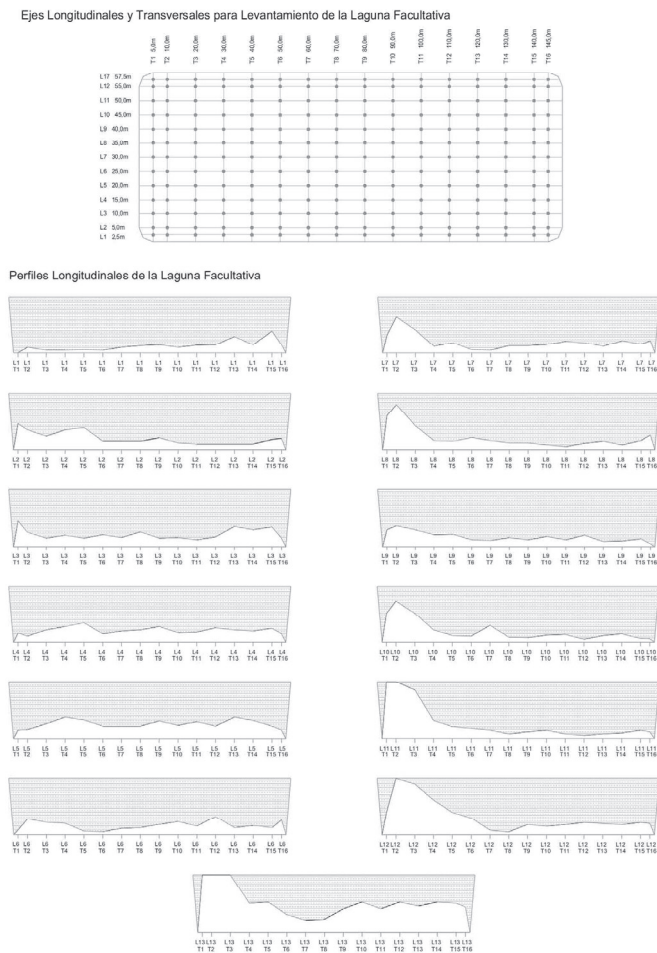 Ejes Longitudinales y Transversales para Levantamiento de la Laguna Facultativa
T1 5,0m
T2 10,0m
T3 20,0m
T4 30,0m
T5 40,0m
T6 50,0m
T7 60,0m
T8 70,0m
T9 80,0m
T10 90,0m
T11 100,0m
T12 110,0m
T13 120,0m
T14 130,0m
T15 140,0m
T16 145,0m
L17 57,5m
L12 55,0m
L11 50,0m
L10 45,0m
L9 40,0m
L8 35,0m
L7 30,0m
L6 25,0m
L5 20,0m
L4 15,0m
L3 10,0m
L2 5,0m
L1 2,5m
Perfiles Longitudinales de la Laguna Facultativa
L1 L1 L1 L1 L1 L1 L1 L1 L1 L1 L1 L1 L1 L1 L1 L1
T1 T2 T3 T4 T5 T6 T7 T8 T9 T10 T11 T12 T13 T14 T15 T16
L7 L7 L7 L7 L7 L7 L7 L7 L7 L7 L7 L7 L7 L7 L7 L7
T1 T2 T3 T4 T5 T6 T7 T8 T9 T10 T11 T12 T13 T14 T15 T16
L2 L2 L2 L2 L2 L2 L2 L2 L2 L2 L2 L2 L2 L2 L2 L2
T1 T2 T3 T4 T5 T6 T7 T8 T9 T10 T11 T12 T13 T14 T15 T16
L8 L8 L8 L8 L8 L8 L8 L8 L8 L8 L8 L8 L8 L8 L8 L8
T1 T2 T3 T4 T5 T6 T7 T8 T9 T10 T11 T12 T13 T14 T15 T16
L3 L3 L3 L3 L3 L3 L3 L3 L3 L3 L3 L3 L3 L3 L3 L3
T1 T2 T3 T4 T5 T6 T7 T8 T9 T10 T11 T12 T13 T14 T15 T16
L9 L9 L9 L9 L9 L9 L9 L9 L9 L9 L9 L9 L9 L9 L9 L9
T1 T2 T3 T4 T5 T6 T7 T8 T9 T10 T11 T12 T13 T14 T15 T16
L4 L4 L4 L4 L4 L4 L4 L4 L4 L4 L4 L4 L4 L4 L4 L4
T1 T2 T3 T4 T5 T6 T7 T8 T9 T10 T11 T12 T13 T14 T15 T16
L10 L10 L10 L10 L10 L10 L10 L10 L10 L10 L10 L10 L10 L10 L10 L10
T1 T2 T3 T4 T5 T6 T7 T8 T9 T10 T11 T12 T13 T14 T15 T16
L5 L5 L5 L5 L5 L5 L5 L5 L5 L5 L5 L5 L5 L5 L5 L5
T1 T2 T3 T4 T5 T6 T7 T8 T9 T10 T11 T12 T13 T14 T15 T16
L11 L11 L11 L11 L11 L11 L11 L11 L11 L11 L11 L11 L11 L11 L11 L11
T1 T2 T3 T4 T5 T6 T7 T8 T9 T10 T11 T12 T13 T14 T15 T16
L6 L6 L6 L6 L6 L6 L6 L6 L6 L6 L6 L6 L6 L6 L6 L6
T1 T2 T3 T4 T5 T6 T7 T8 T9 T10 T11 T12 T13 T14 T15 T16
L12 L12 L12 L12 L12 L12 L12 L12 L12 L12 L12 L12 L12 L12 L12 L12
T1 T2 T3 T4 T5 T6 T7 T8 T9 T10 T11 T12 T13 T14 T15 T16
L13 L13 L13 L13 L13 L13 L13 L13 L13 L13 L13 L13 L13 L13 L13 L13
T1 T2 T3 T4 T5 T6 T7 T8 T9 T10 T11 T12 T13 T14 T15 T16